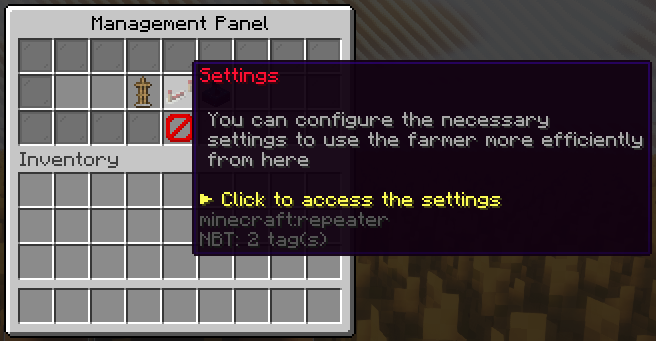 Management Panel
Settings
You can configure the necessary
settings to use the farmer more efficiently
from here
Inventory
► Click to access the settings
minecraft:repeater
NBT: 2 tag(s)